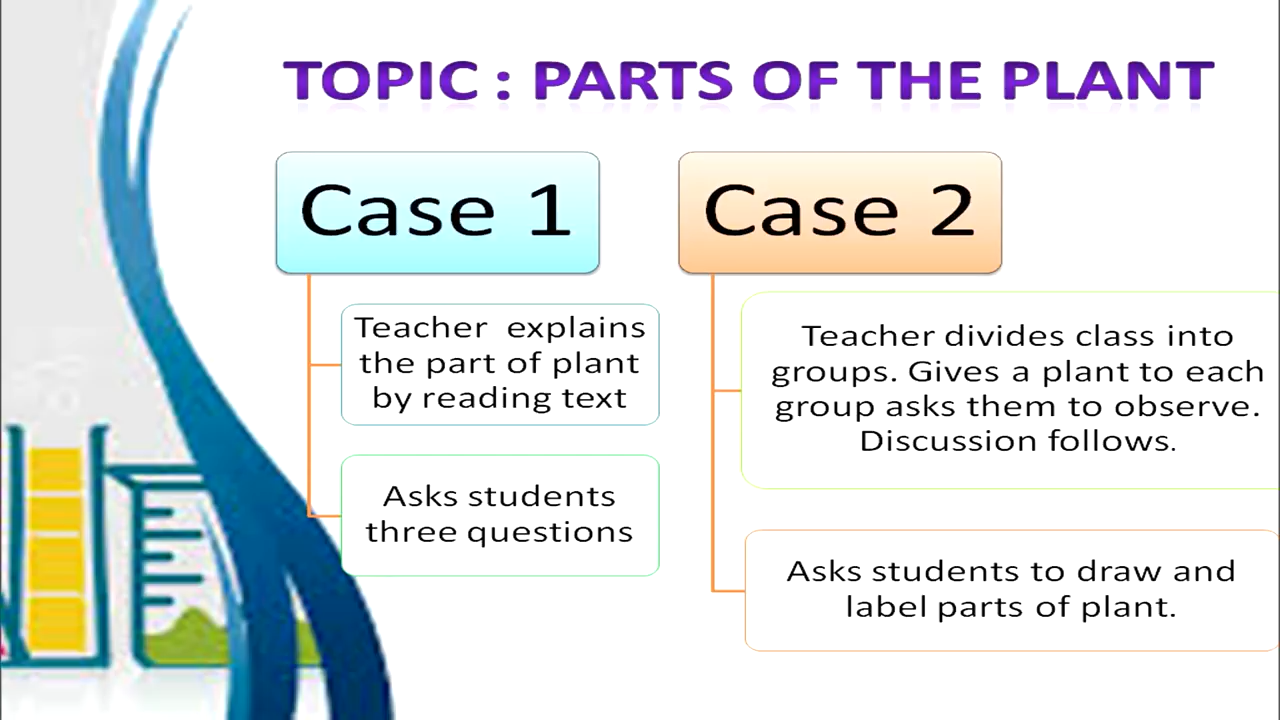 TOPIC : PARTS OF THE PLANT
Case 1
Teacher explains
the part of plant
by reading text
Asks students
three questions
Case 2
Teacher divides class into
groups. Gives a plant to each
group asks them to observe.
Discussion follows.
Asks students to draw and
label parts of plant.